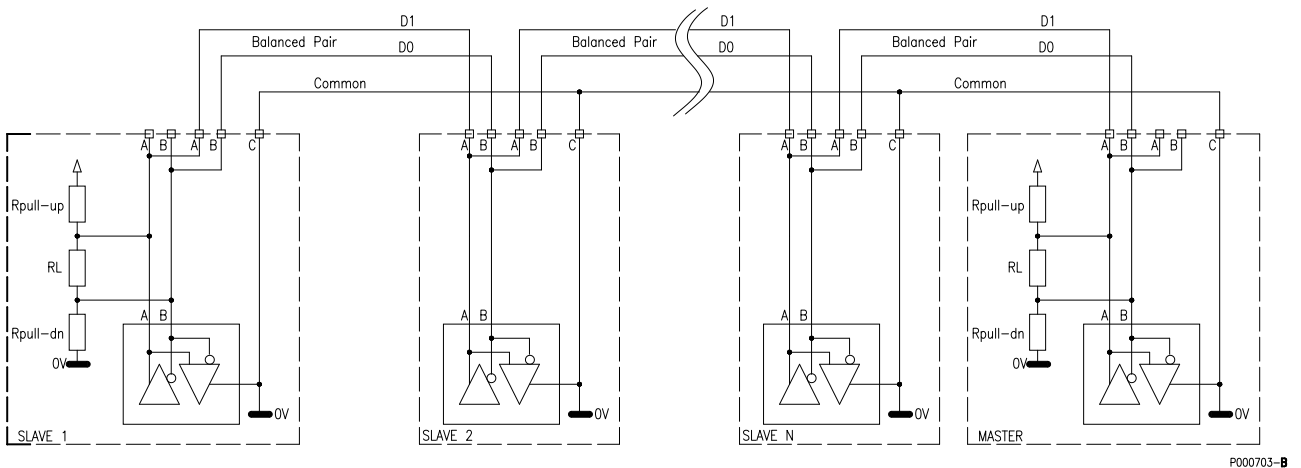 D1 D1 D1
Balanced Pair Balanced Pair Balanced Pair
D0 D0 D0
Common Common
A B A B C A B A B C A B A B C A B A B C
Rpull-up Rpull-up
RL RL
A B A B A B A B
Rpull-dn Rpull-dn
0V 0V
0V 0V 0V 0V
SLAVE 1 SLAVE 2 SLAVE N MASTER
P000703-B